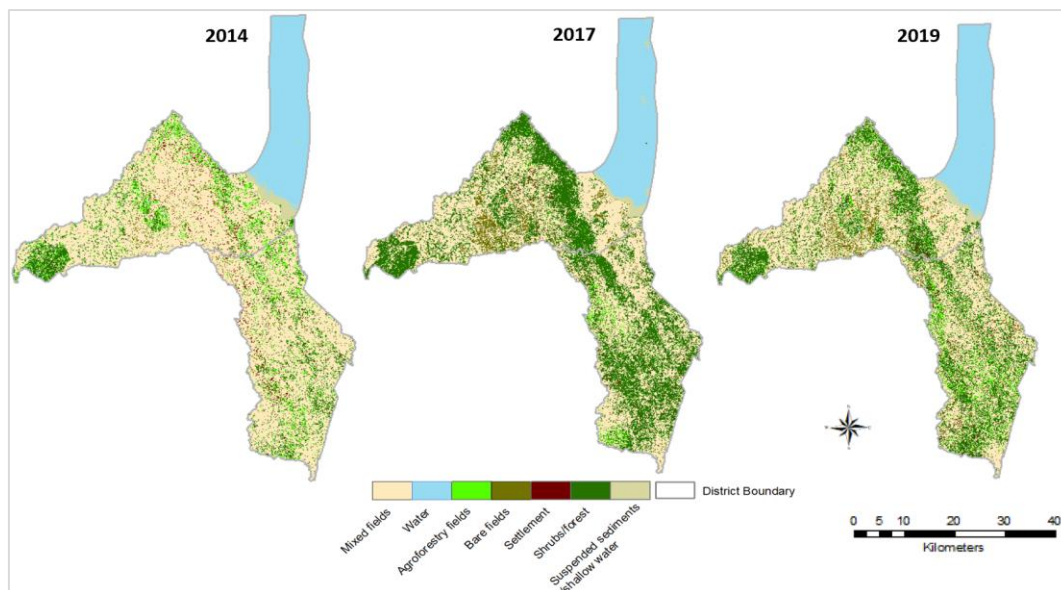 2014
2017
2019
Mixed fields
Water
Agroforestry fields
Bare fields
Settlement
Shrubs/forest
Suspended sediments
/shallow water
District Boundary
0 5 10 20 30 40
Kilometers